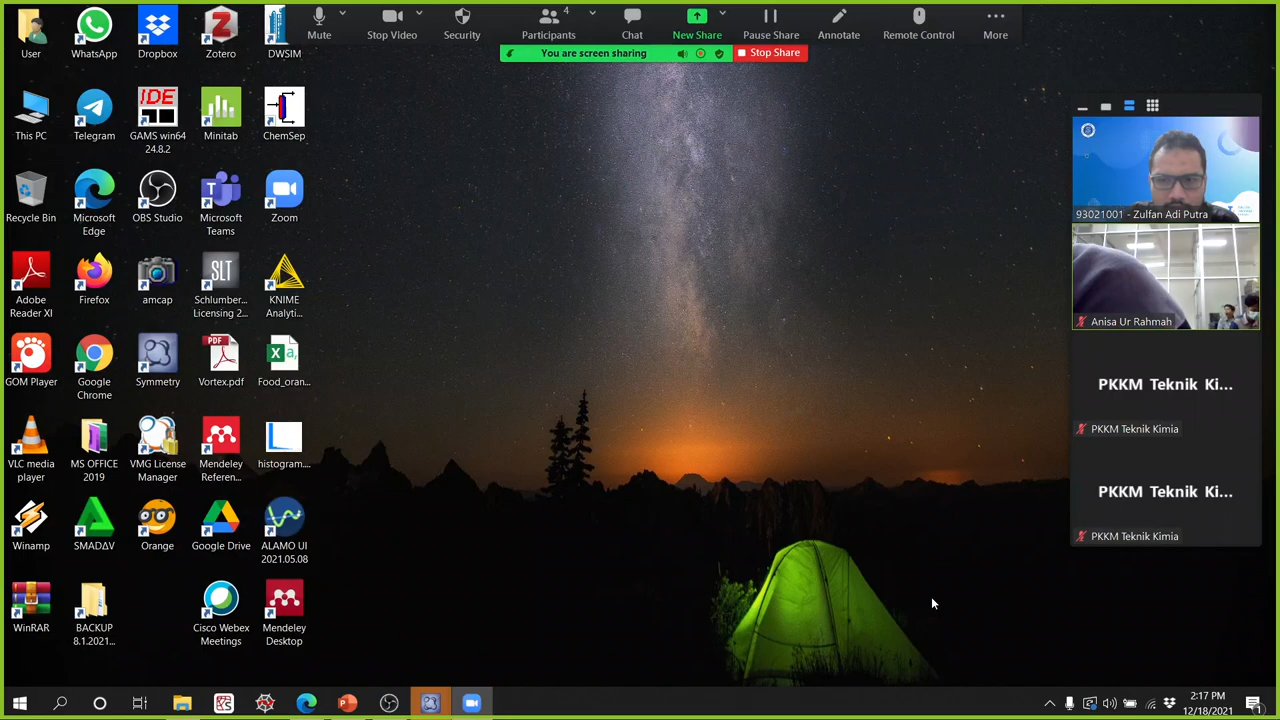 Mute
Stop Video
Security
4
Participants
Chat
New Share
Pause Share
Annotate
Remote Control
More
You are screen sharing
Stop Share
User
WhatsApp
Dropbox
Zotero
DWSIM
This PC
Telegram
IDE
GAMS win64
24.8.2
Minitab
ChemSep
Recycle Bin
Microsoft
Edge
OBS Studio
Microsoft
Teams
Zoom
Adobe
Reader XI
Firefox
amcap
SLT
Schlumber...
Licensing 2...
KNIME
Analyti...
GOM Player
Google
Chrome
Symmetry
PDF
Vortex.pdf
Food_oran...
VLC media
player
MS OFFICE
2019
VMG License
Manager
Mendeley
Referen...
histogram....
Winamp
SMADΔV
Orange
Google Drive
ALAMO UI
2021.05.08
WinRAR
BACKUP
8.1.2021...
Cisco Webex
Meetings
Mendeley
Desktop
93021001 - Zulfan Adi Putra
Anisa Ur Rahmah
PKKM Teknik Ki...
PKKM Teknik Kimia
PKKM Teknik Ki...
PKKM Teknik Kimia
2:17 PM
12/18/2021
1